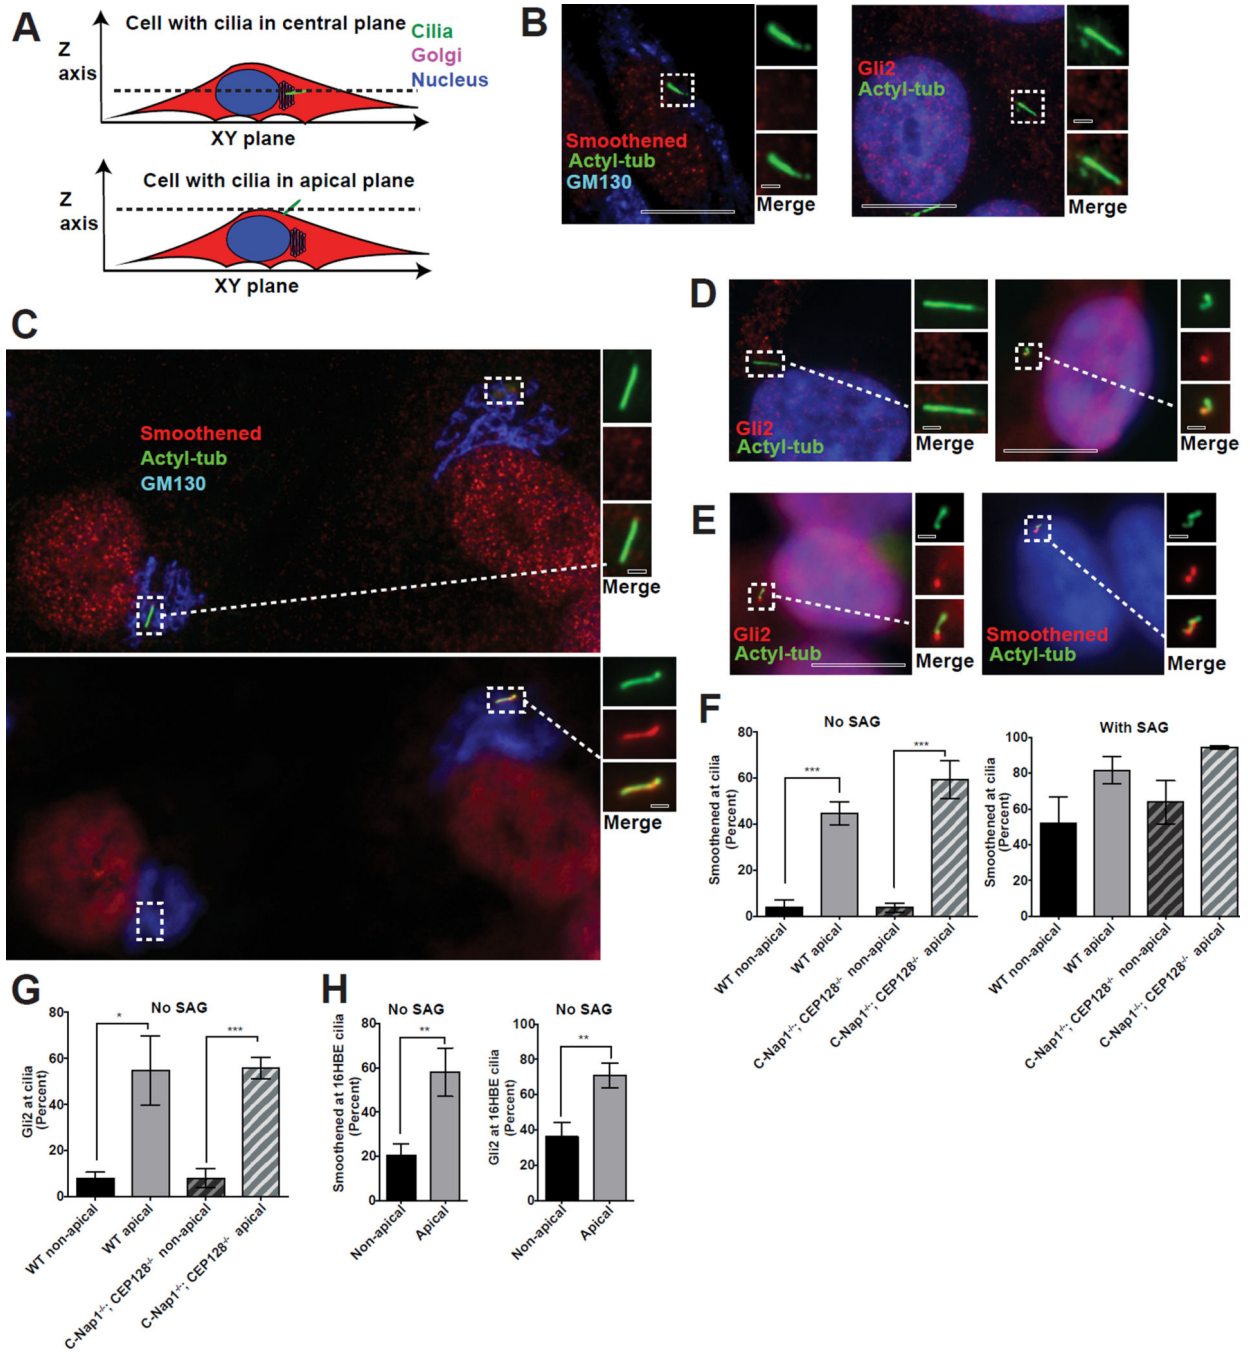 A
Cell with cilia in central plane
Cilia
Golgi
Nucleus
Z
axis
XY plane
Cell with cilia in apical plane
Z
axis
XY plane
B
Smoothened
Actyl-tub
GM130
Merge
Gli2
Actyl-tub
Merge
C
Smoothened
Actyl-tub
GM130
Merge
Merge
D
Gli2
Actyl-tub
Merge
Merge
E
Gli2
Actyl-tub
Merge
Smoothened
Actyl-tub
Merge
F
No SAG
Smoothened at cilia
(Percent)
80
60
40
20
0
***
***
WT non-apical
WT apical
C-Nap1-/-; CEP128-/- non-apical
C-Nap1-/-; CEP128-/- apical
With SAG
Smoothened at cilia
(Percent)
100
80
60
40
20
0
WT non-apical
WT apical
C-Nap1-/-; CEP128-/- non-apical
C-Nap1-/-; CEP128-/- apical
G
No SAG
Gli2 at cilia
(Percent)
80
60
40
20
0
*
***
WT non-apical
WT apical
C-Nap1-/-; CEP128-/- non-apical
C-Nap1-/-; CEP128-/- apical
H
No SAG
Smoothened at 16HBE cilia
(Percent)
80
60
40
20
0
**
Non-apical
Apical
No SAG
Gli2 at 16HBE cilia
(Percent)
100
80
60
40
20
0
**
Non-apical
Apical